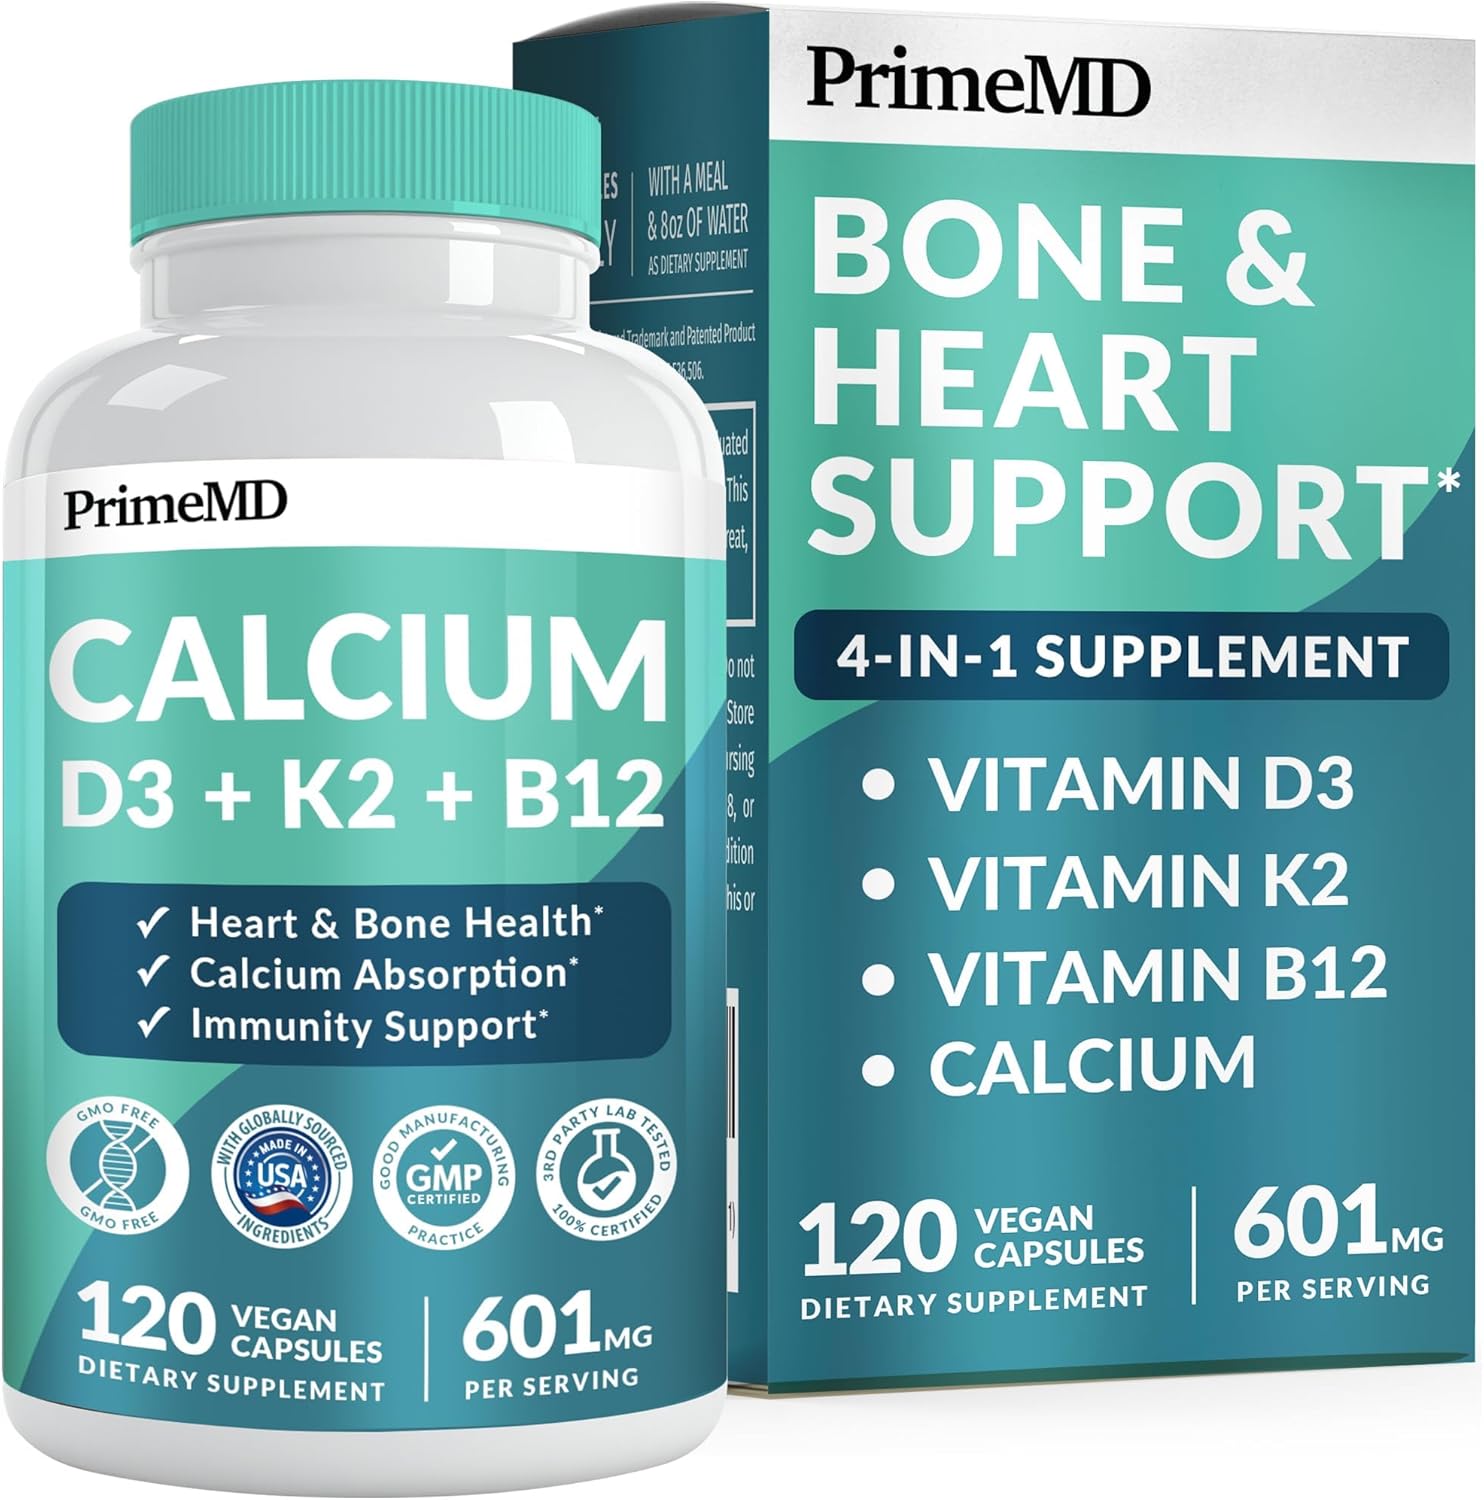 PrimeMD
CALCIUM
D3 + K2 + B12
✓ Heart & Bone Health*
✓ Calcium Absorption*
✓ Immunity Support*
GMO FREE
GMO FREE
WITH GLOBALLY SOURCED
MADE IN
USA
INGREDIENTS
GOOD MANUFACTURING
GMP
CERTIFIED
PRACTICE
3RD PARTY LAB TESTED
100% CERTIFIED
120 VEGAN
CAPSULES
DIETARY SUPPLEMENT
601MG
PER SERVING
WITH A MEAL
& 8oz OF WATER
AS DIETARY SUPPLEMENT
Trademark and Patented Product
This
Store
or
or
PrimeMD
BONE &
HEART
SUPPORT*
4-IN-1 SUPPLEMENT
• VITAMIN D3
• VITAMIN K2
• VITAMIN B12
• CALCIUM
120 VEGAN
CAPSULES
DIETARY SUPPLEMENT
601MG
PER SERVING